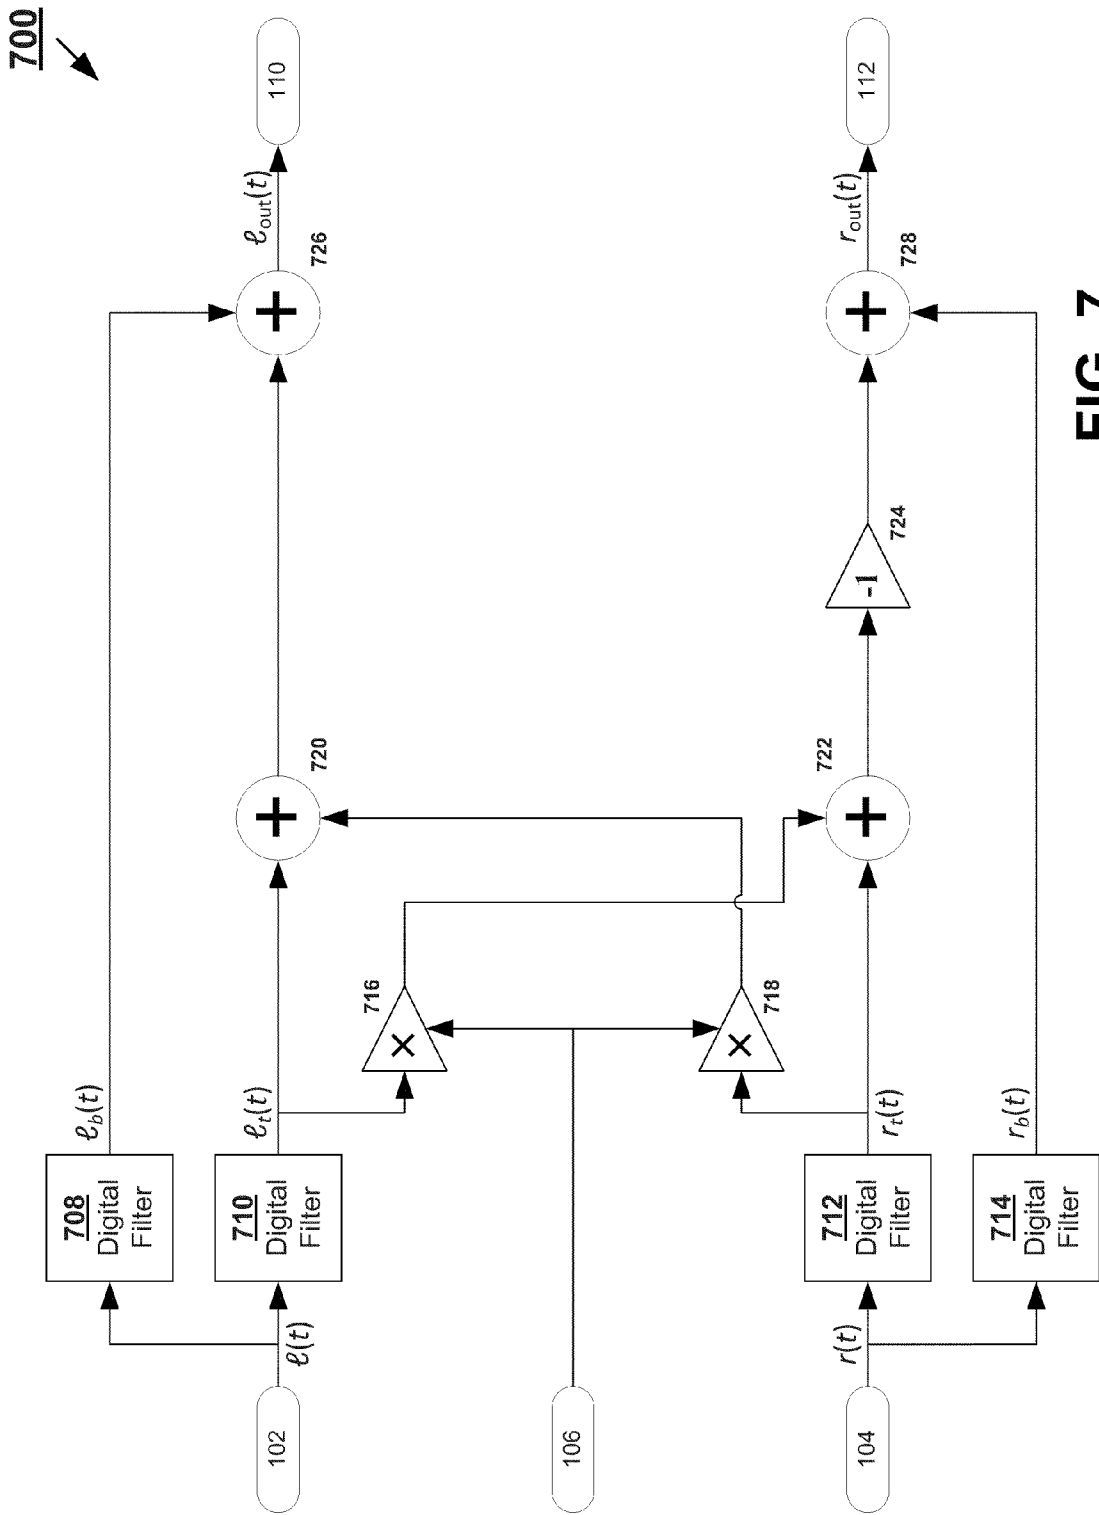 700
110
112
ℓout(t)
rout(t)
726
728
724
-1
720
722
716
718
ℓb(t)
ℓt(t)
rt(t)
rb(t)
708
Digital
Filter
710
Digital
Filter
712
Digital
Filter
714
Digital
Filter
ℓ(t)
r(t)
102
106
104
FIG. 7